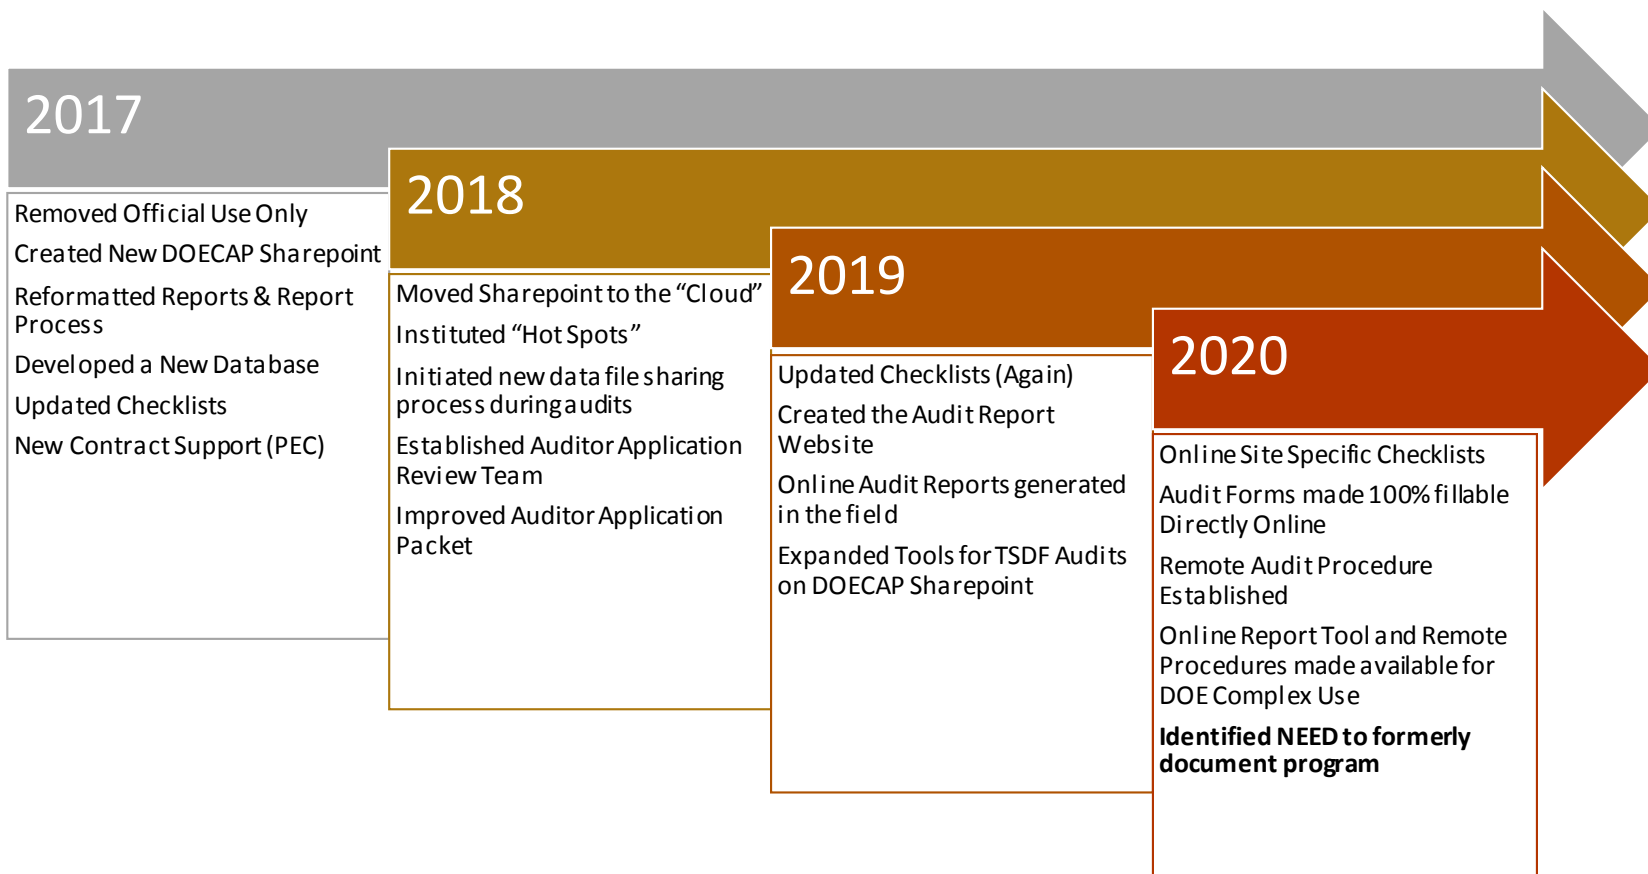 2017
Removed Official Use Only
Created New DOECAP Sharepoint
Reformatted Reports & Report
Process
Developed a New Database
Updated Checklists
New Contract Support (PEC)
2018
Moved Sharepoint to the “Cloud”
Instituted “Hot Spots”
Initiated new data file sharing
process during audits
Established Auditor Application
Review Team
Improved Auditor Application
Packet
2019
Updated Checklists (Again)
Created the Audit Report
Website
Online Audit Reports generated
in the field
Expanded Tools for TSDF Audits
on DOECAP Sharepoint
2020
Online Site Specific Checklists
Audit Forms made 100% fillable
Directly Online
Remote Audit Procedure
Established
Online Report Tool and Remote
Procedures made available for
DOE Complex Use
Identified NEED to formerly
document program